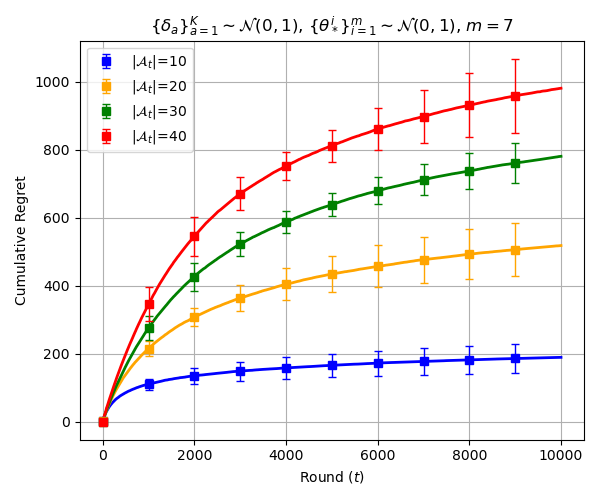 {δ_a}_{a=1}^K ∼ 𝒩(0, 1), {θ_*^i}_{i=1}^m ∼ 𝒩(0, 1), m = 7
|𝒜_t|=10
|𝒜_t|=20
|𝒜_t|=30
|𝒜_t|=40
Cumulative Regret
1000
800
600
400
200
0
0 2000 4000 6000 8000 10000
Round (t)